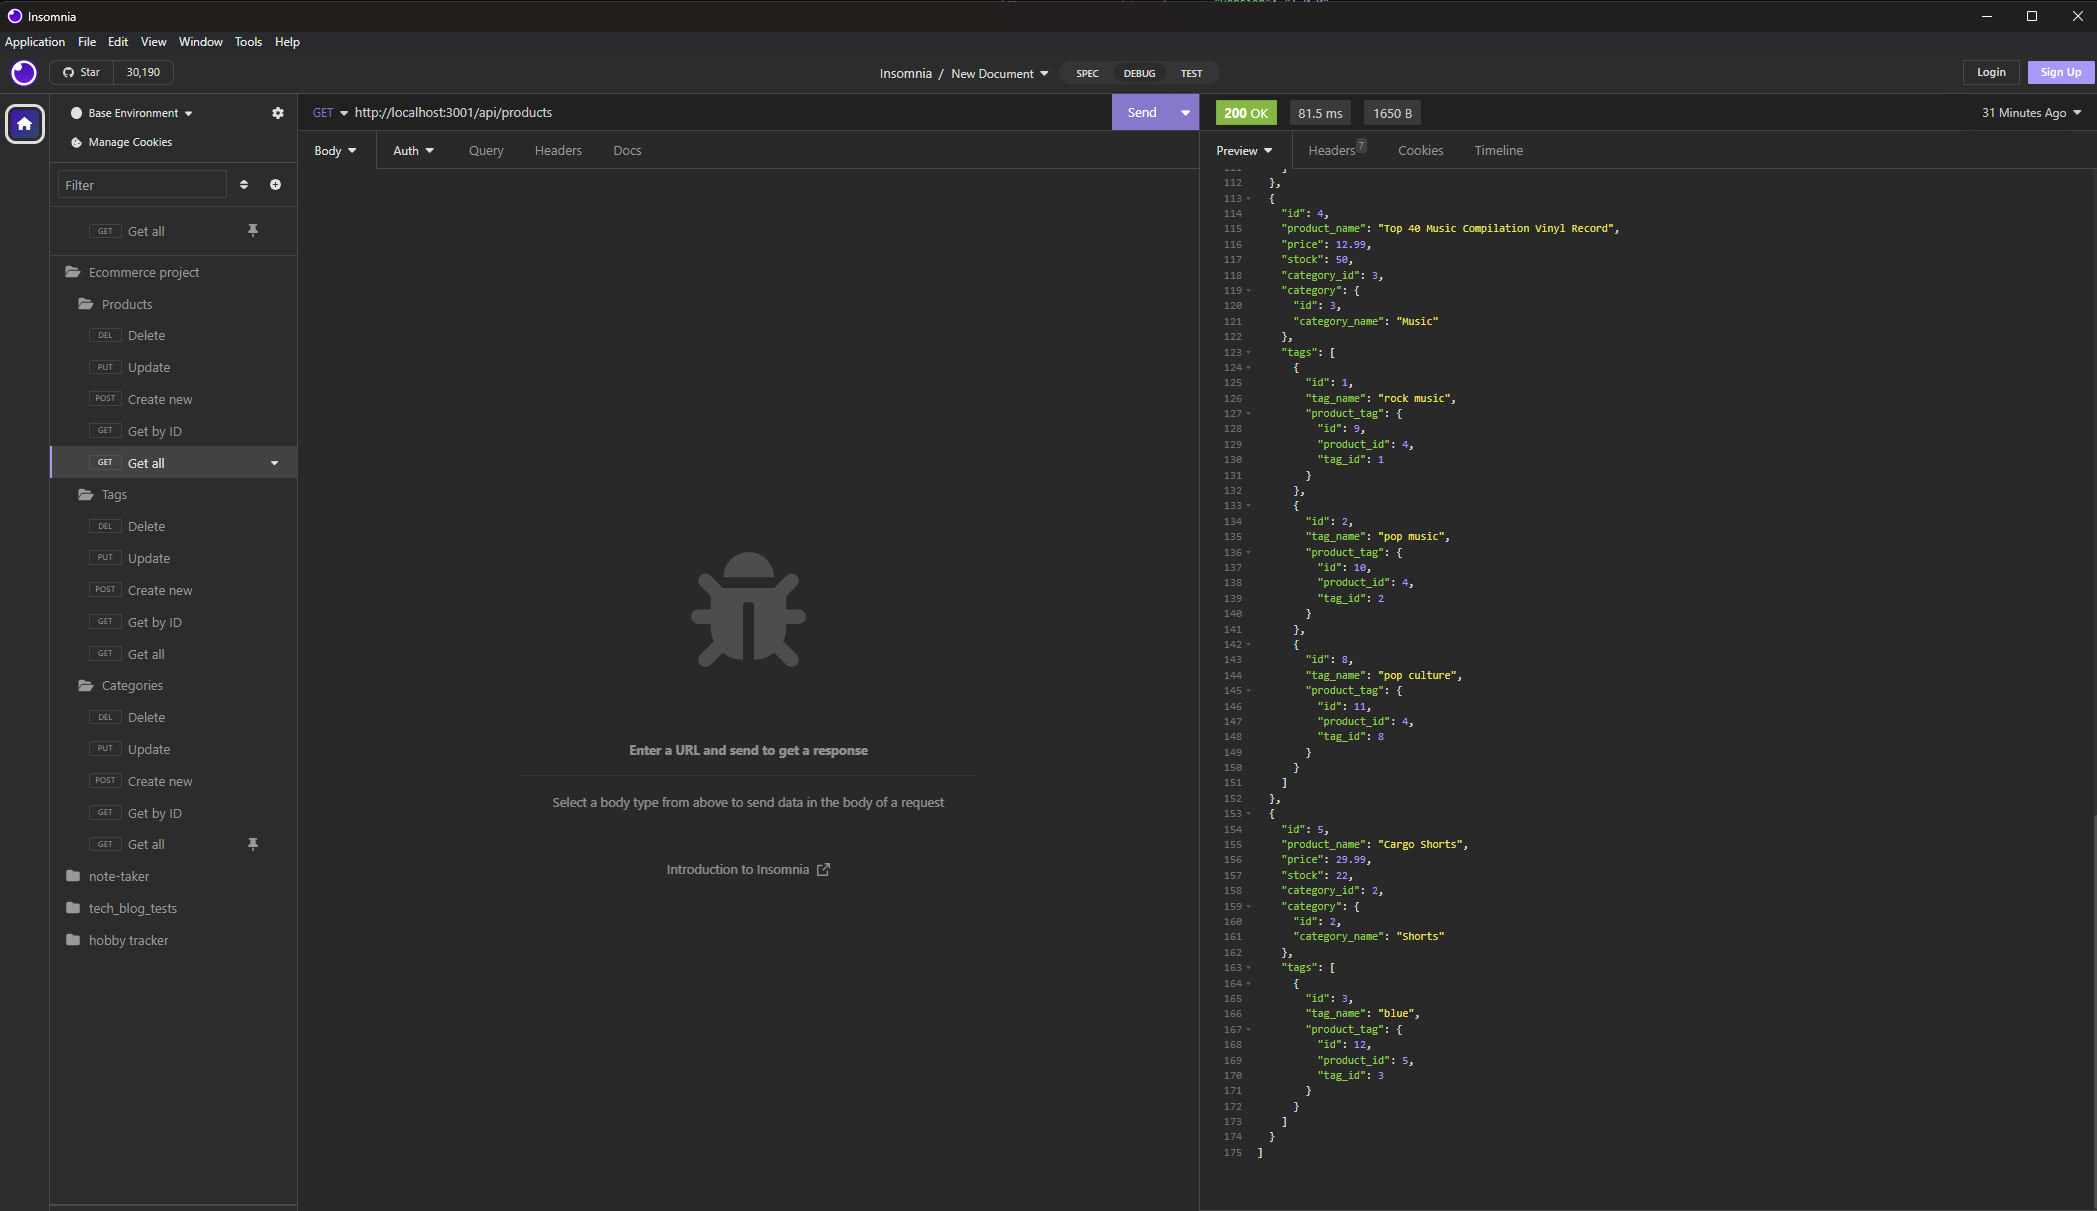 Insomnia
Application File Edit View Window Tools Help
Star 30,190
Insomnia / New Document
SPEC DEBUG TEST
Login Sign Up
Base Environment
Manage Cookies
Filter
GET Get all
Ecommerce project
Products
DEL Delete
PUT Update
POST Create new
GET Get by ID
GET Get all
Tags
DEL Delete
PUT Update
POST Create new
GET Get by ID
GET Get all
Categories
DEL Delete
PUT Update
POST Create new
GET Get by ID
GET Get all
note-taker
tech_blog_tests
hobby tracker
GET http://localhost:3001/api/products Send
Body Auth Query Headers Docs
Enter a URL and send to get a response
Select a body type from above to send data in the body of a request
Introduction to Insomnia
200 OK 81.5 ms 1650 B 31 Minutes Ago
Preview Headers 7 Cookies Timeline
112 },
113 {
114 "id": 4,
115 "product_name": "Top 40 Music Compilation Vinyl Record",
116 "price": 12.99,
117 "stock": 50,
118 "category_id": 3,
119 "category": {
120 "id": 3,
121 "category_name": "Music"
122 },
123 "tags": [
124 {
125 "id": 1,
126 "tag_name": "rock music",
127 "product_tag": {
128 "id": 9,
129 "product_id": 4,
130 "tag_id": 1
131 }
132 },
133 {
134 "id": 2,
135 "tag_name": "pop music",
136 "product_tag": {
137 "id": 10,
138 "product_id": 4,
139 "tag_id": 2
140 }
141 },
142 {
143 "id": 8,
144 "tag_name": "pop culture",
145 "product_tag": {
146 "id": 11,
147 "product_id": 4,
148 "tag_id": 8
149 }
150 }
151 ]
152 },
153 {
154 "id": 5,
155 "product_name": "Cargo Shorts",
156 "price": 29.99,
157 "stock": 22,
158 "category_id": 2,
159 "category": {
160 "id": 2,
161 "category_name": "Shorts"
162 },
163 "tags": [
164 {
165 "id": 3,
166 "tag_name": "blue",
167 "product_tag": {
168 "id": 12,
169 "product_id": 5,
170 "tag_id": 3
171 }
172 }
173 ]
174 }
175 ]